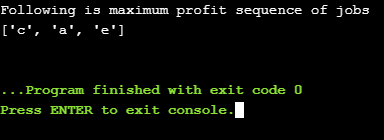 Following is maximum profit sequence of jobs
['c', 'a', 'e']
...Program finished with exit code 0
Press ENTER to exit console.